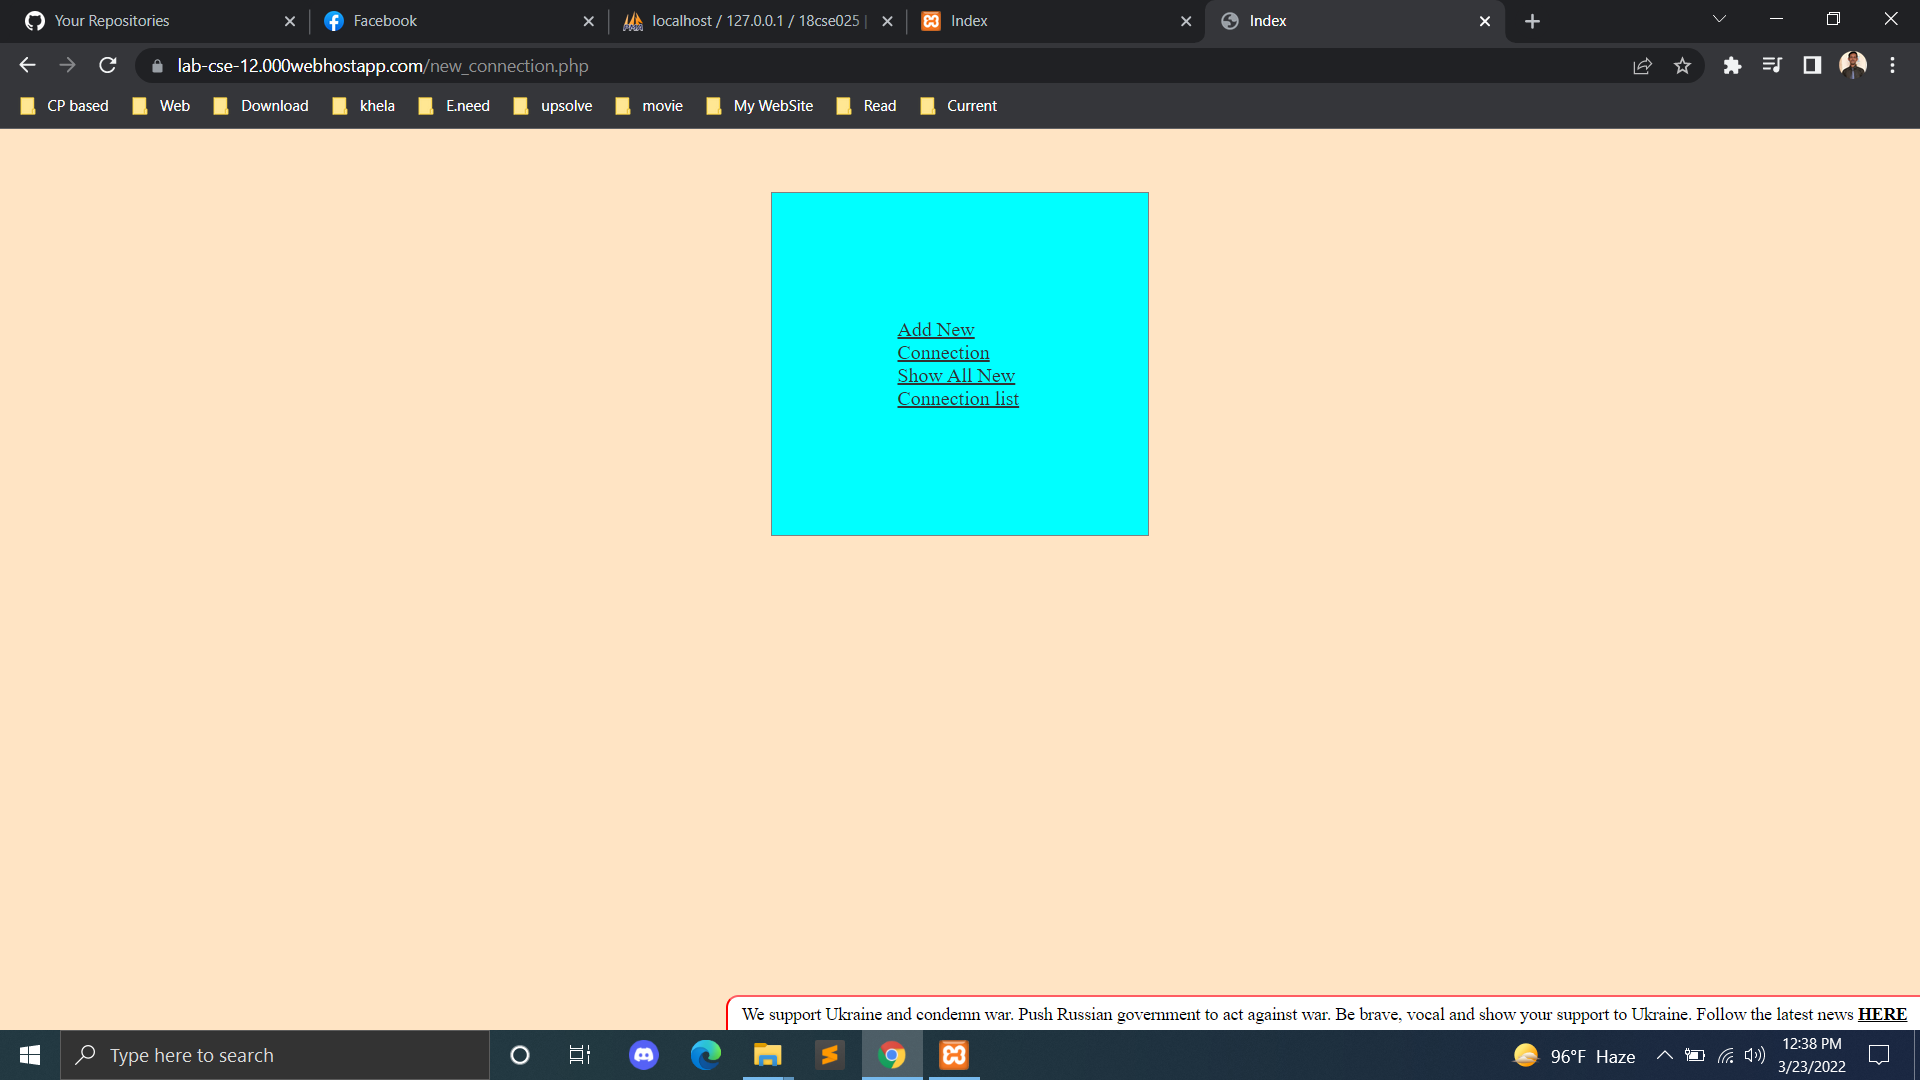 Your Repositories
Facebook
localhost / 127.0.0.1 / 18cse025 |
Index
Index
lab-cse-12.000webhostapp.com/new_connection.php
CP based
Web
Download
khela
E.need
upsolve
movie
My WebSite
Read
Current
Add New
Connection
Show All New
Connection list
We support Ukraine and condemn war. Push Russian government to act against war. Be brave, vocal and show your support to Ukraine. Follow the latest news HERE
Type here to search
96°F Haze
12:38 PM
3/23/2022